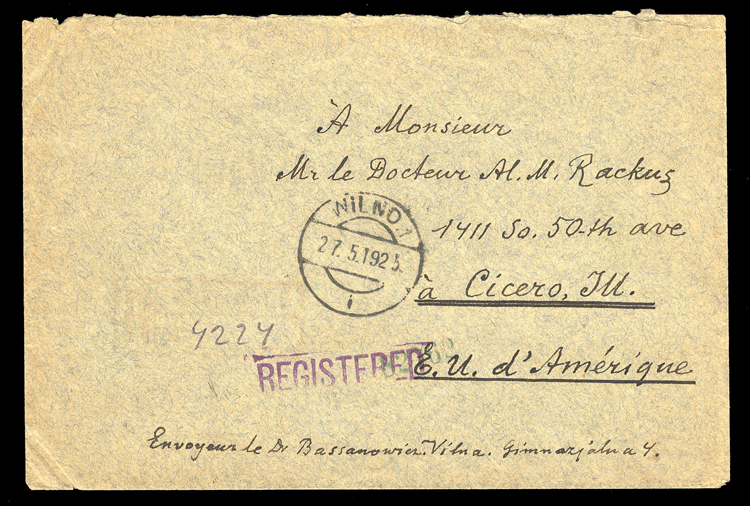 À Monsieur
Mr le Docteur Al. M. Rackus
1411 So. 50-th ave
WILNO.1
27. 5.1925.
i
à Cicero, Ill.
4224
REGISTERED
E. U. d'Amérique
Envoyeur le Dr Bassanowicz. Vilna. Gimnazjalna 4.